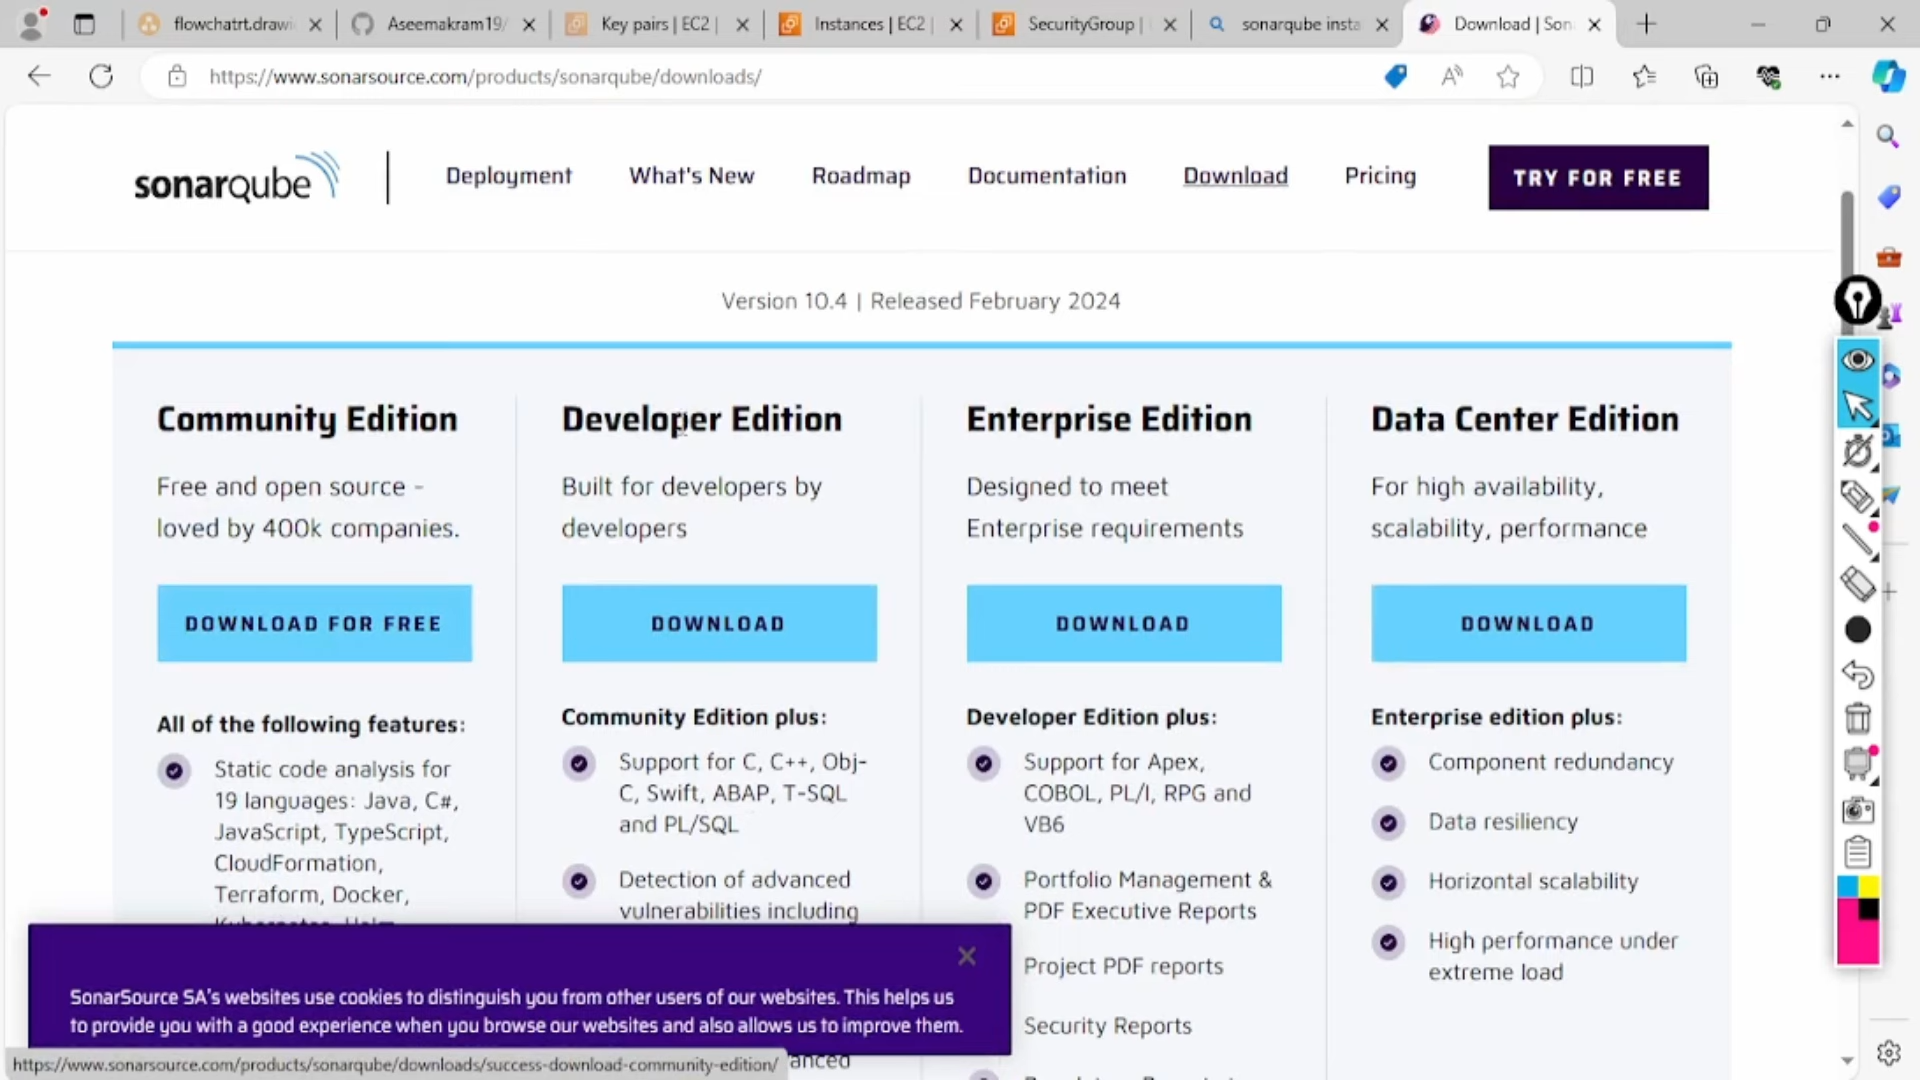 flowchatrt.draw
Aseemakram19/
Key pairs | EC2 |
Instances | EC2 |
SecurityGroup |
sonarqube insta
Download | Son
https://www.sonarsource.com/products/sonarqube/downloads/
sonarqube
Deployment
What's New
Roadmap
Documentation
Download
Pricing
TRY FOR FREE
Version 10.4 | Released February 2024
Community Edition
Free and open source -
loved by 400k companies.
DOWNLOAD FOR FREE
All of the following features:
Static code analysis for
19 languages: Java, C#,
JavaScript, TypeScript,
CloudFormation,
Terraform, Docker,
Kubernetes, Helm
Developer Edition
Built for developers by
developers
DOWNLOAD
Community Edition plus:
Support for C, C++, Obj-
C, Swift, ABAP, T-SQL
and PL/SQL
Detection of advanced
vulnerabilities including
Enterprise Edition
Designed to meet
Enterprise requirements
DOWNLOAD
Developer Edition plus:
Support for Apex,
COBOL, PL/I, RPG and
VB6
Portfolio Management &
PDF Executive Reports
Project PDF reports
Security Reports
Data Center Edition
For high availability,
scalability, performance
DOWNLOAD
Enterprise edition plus:
Component redundancy
Data resiliency
Horizontal scalability
High performance under
extreme load
SonarSource SA's websites use cookies to distinguish you from other users of our websites. This helps us
to provide you with a good experience when you browse our websites and also allows us to improve them.
https://www.sonarsource.com/products/sonarqube/downloads/success-download-community-edition/